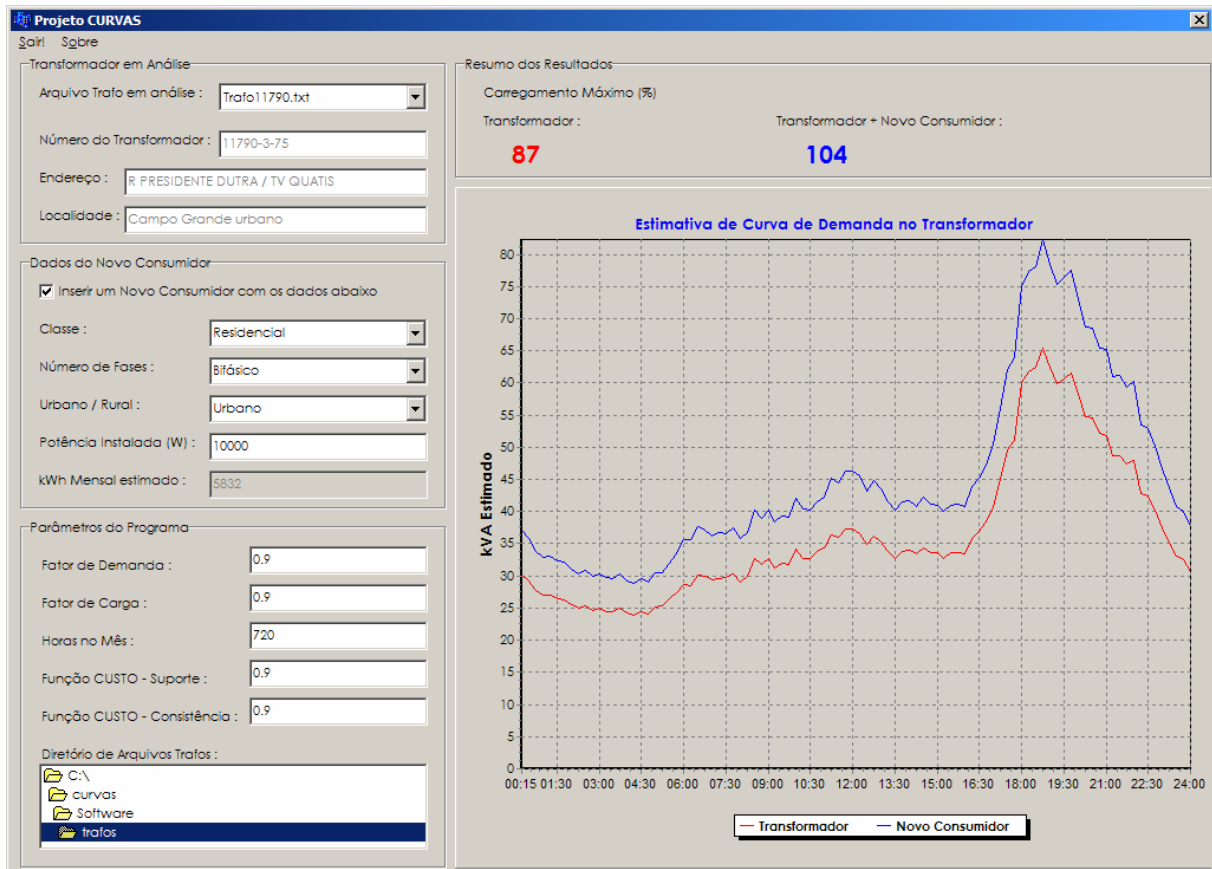 Projeto CURVAS
Sair! Sobre
Transformador em Análise
Arquivo Trafo em análise : Trafo11790.txt
Número do Transformador : 11790-3-75
Endereço : R PRESIDENTE DUTRA / TV QUATIS
Localidade : Campo Grande urbano
Dados do Novo Consumidor
Inserir um Novo Consumidor com os dados abaixo
Classe : Residencial
Número de Fases : Bifásico
Urbano / Rural : Urbano
Potência Instalada (W) : 10000
kWh Mensal estimado : 5832
Parâmetros do Programa
Fator de Demanda : 0.9
Fator de Carga : 0.9
Horas no Mês : 720
Função CUSTO - Suporte : 0.9
Função CUSTO - Consistência : 0.9
Diretório de Arquivos Trafos :
C:\
curvas
Software
trafos
Resumo dos Resultados
Carregamento Máximo (%)
Transformador : Transformador + Novo Consumidor :
87 104
Estimativa de Curva de Demanda no Transformador
kVA Estimado
80
75
70
65
60
55
50
45
40
35
30
25
20
15
10
5
0
00:15 01:30 03:00 04:30 06:00 07:30 09:00 10:30 12:00 13:30 15:00 16:30 18:00 19:30 21:00 22:30 24:00
Transformador Novo Consumidor